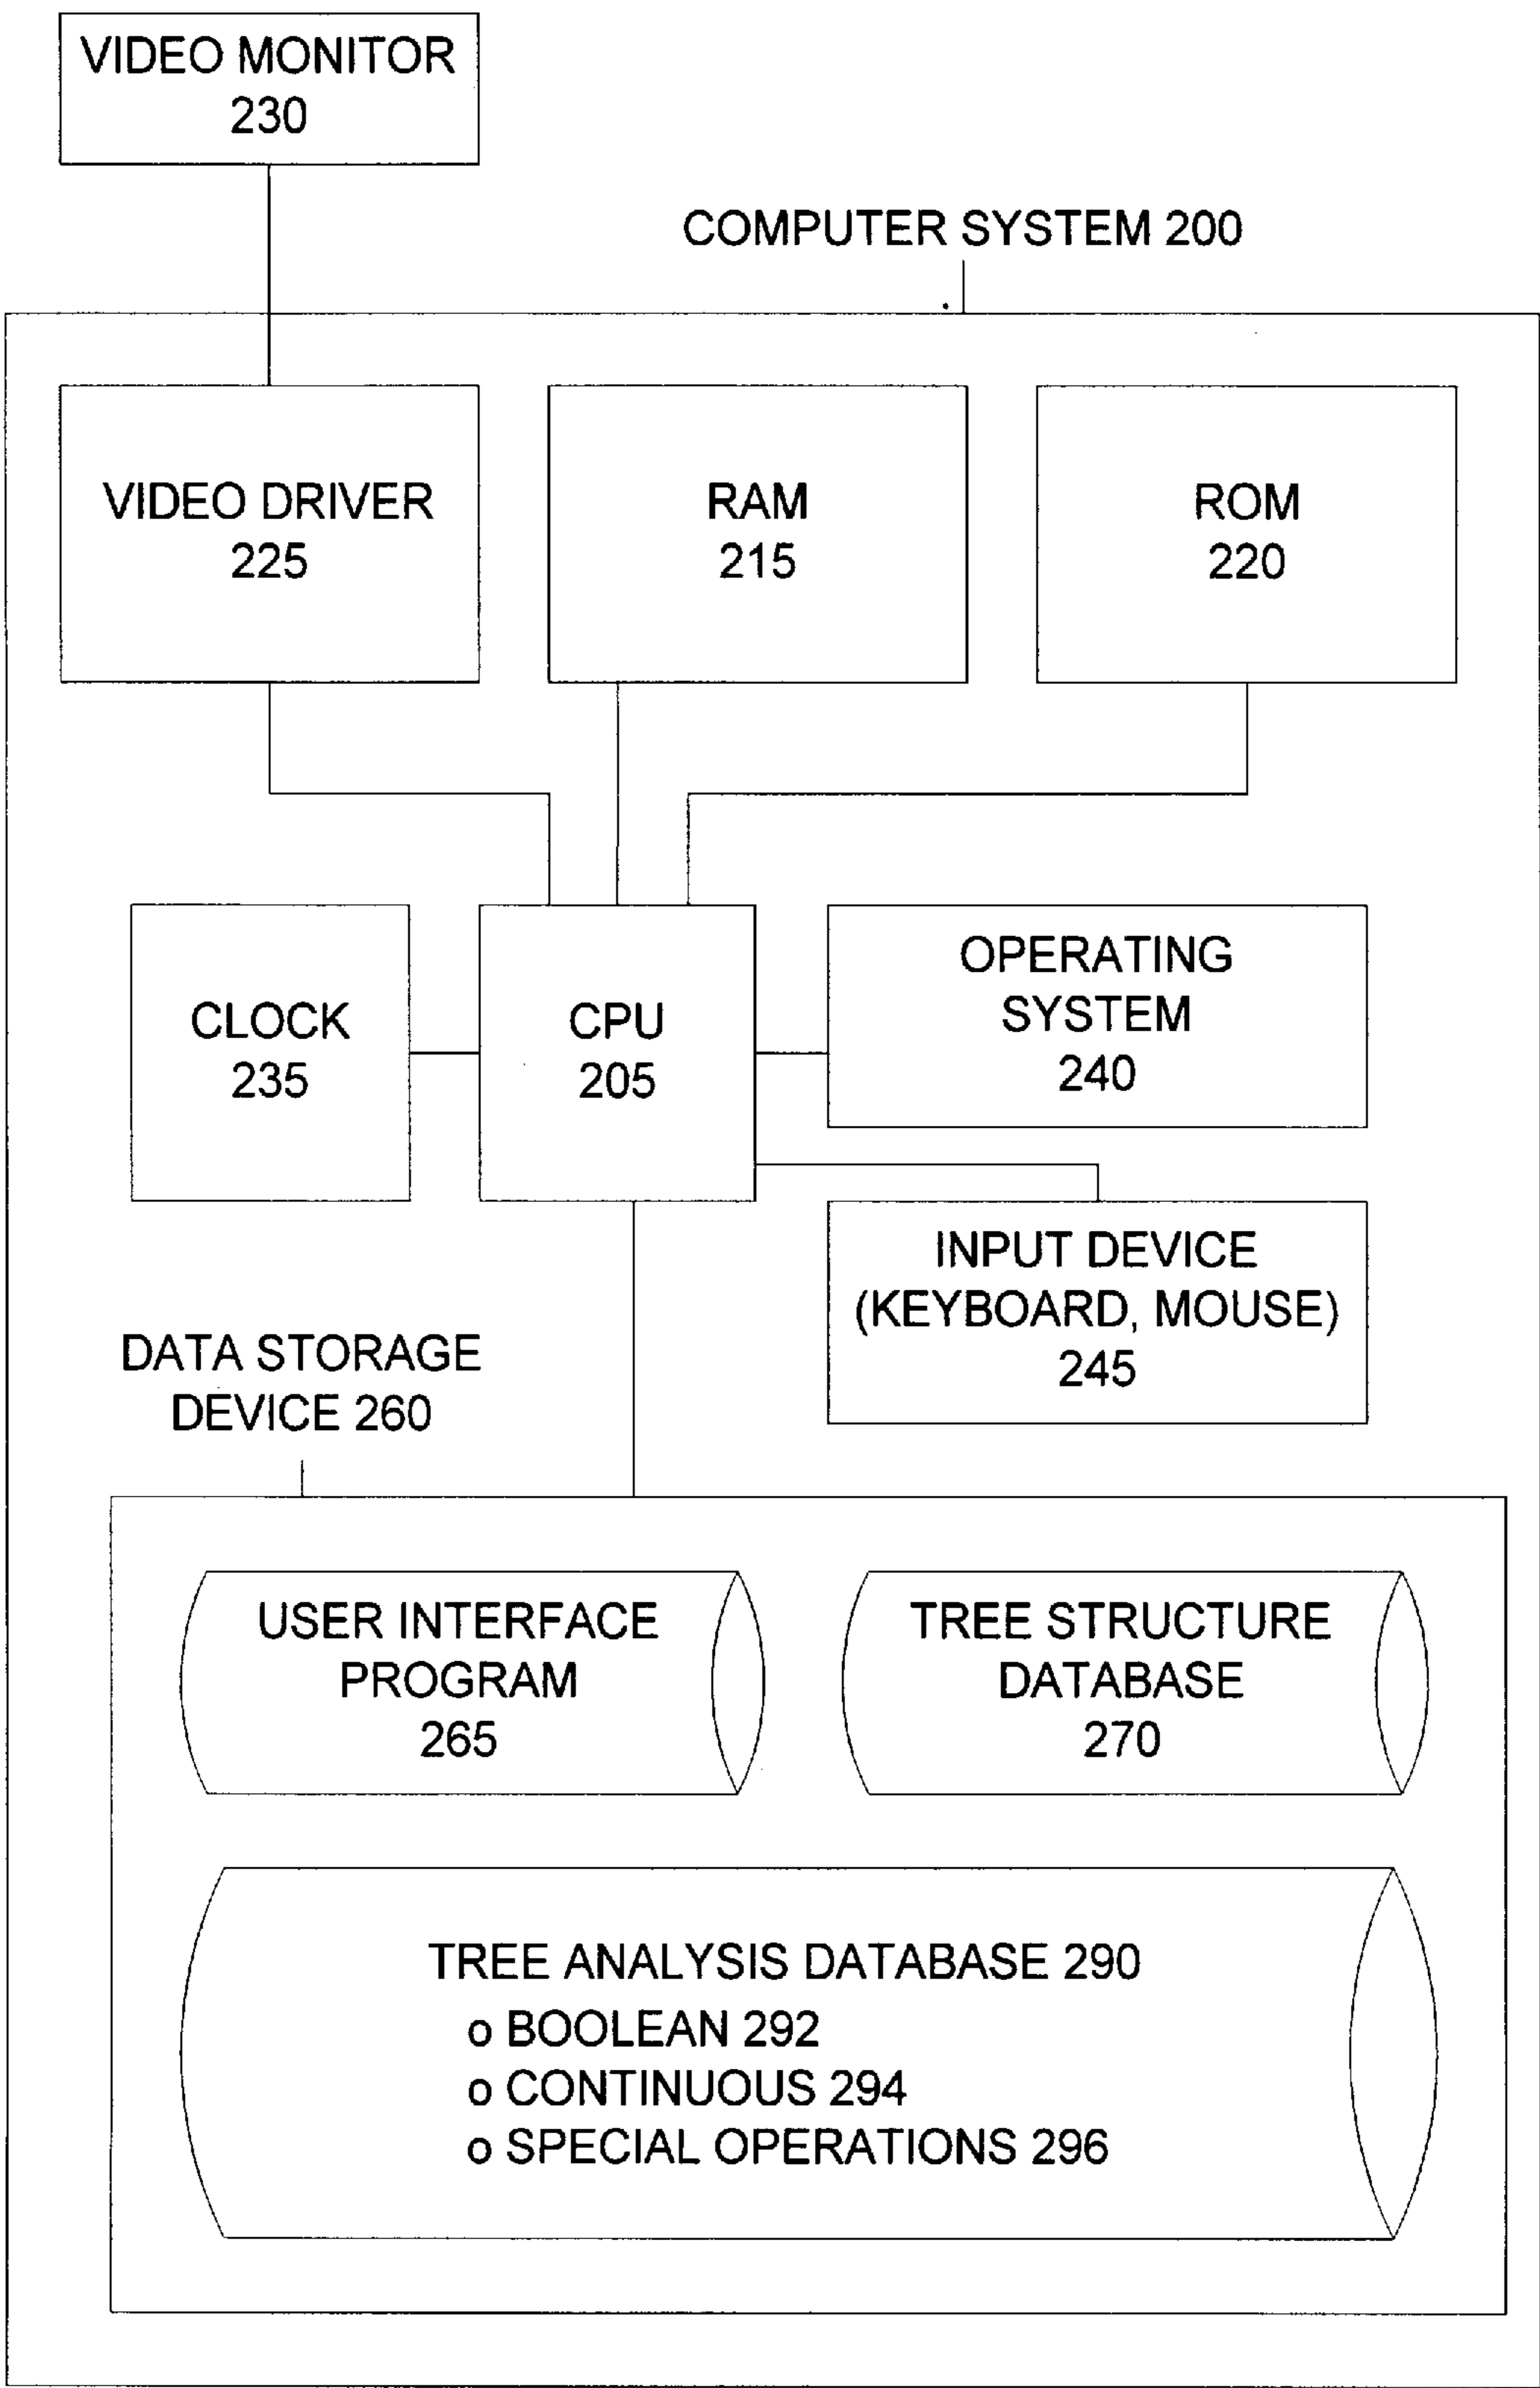 VIDEO MONITOR
230
COMPUTER SYSTEM 200
VIDEO DRIVER
225
RAM
215
ROM
220
CLOCK
235
CPU
205
OPERATING
SYSTEM
240
INPUT DEVICE
(KEYBOARD, MOUSE)
245
DATA STORAGE
DEVICE 260
USER INTERFACE
PROGRAM
265
TREE STRUCTURE
DATABASE
270
TREE ANALYSIS DATABASE 290
o BOOLEAN 292
o CONTINUOUS 294
o SPECIAL OPERATIONS 296